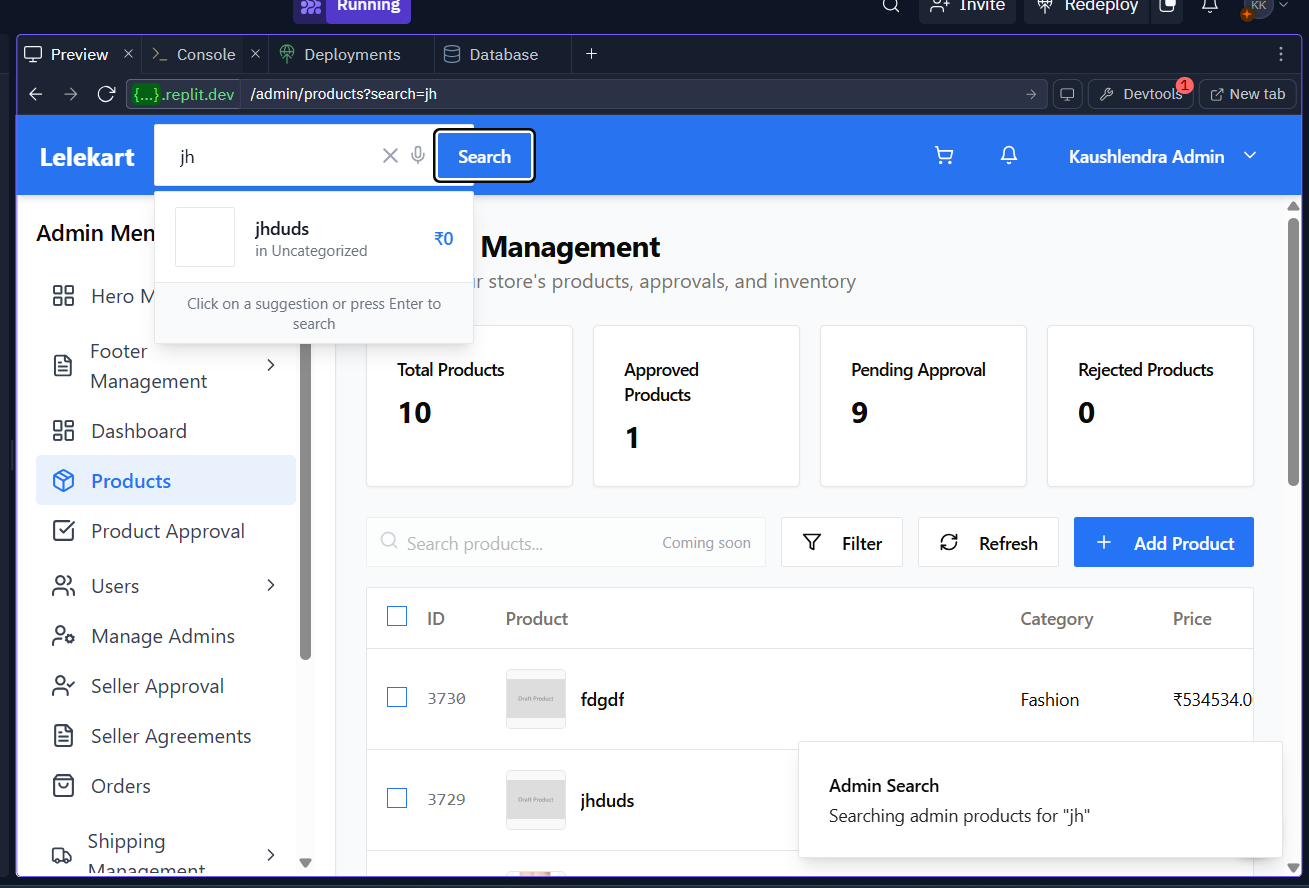 Running
Invite
Redeploy
KK
Preview
Console
Deployments
Database
{...}.replit.dev
/admin/products?search=jh
Devtools
1
New tab
Lelekart
jh
Search
Kaushlendra Admin
jhduds
in Uncategorized
₹0
Click on a suggestion or press Enter to
search
Admin Men
Hero M
Footer
Management
Dashboard
Products
Product Approval
Users
Manage Admins
Seller Approval
Seller Agreements
Orders
Shipping
Management
Management
r store's products, approvals, and inventory
Total Products
10
Approved
Products
1
Pending Approval
9
Rejected Products
0
Search products...
Coming soon
Filter
Refresh
Add Product
ID
Product
Category
Price
3730
Draft Product
fdgdf
Fashion
₹534534.0
3729
Draft Product
jhduds
Admin Search
Searching admin products for "jh"